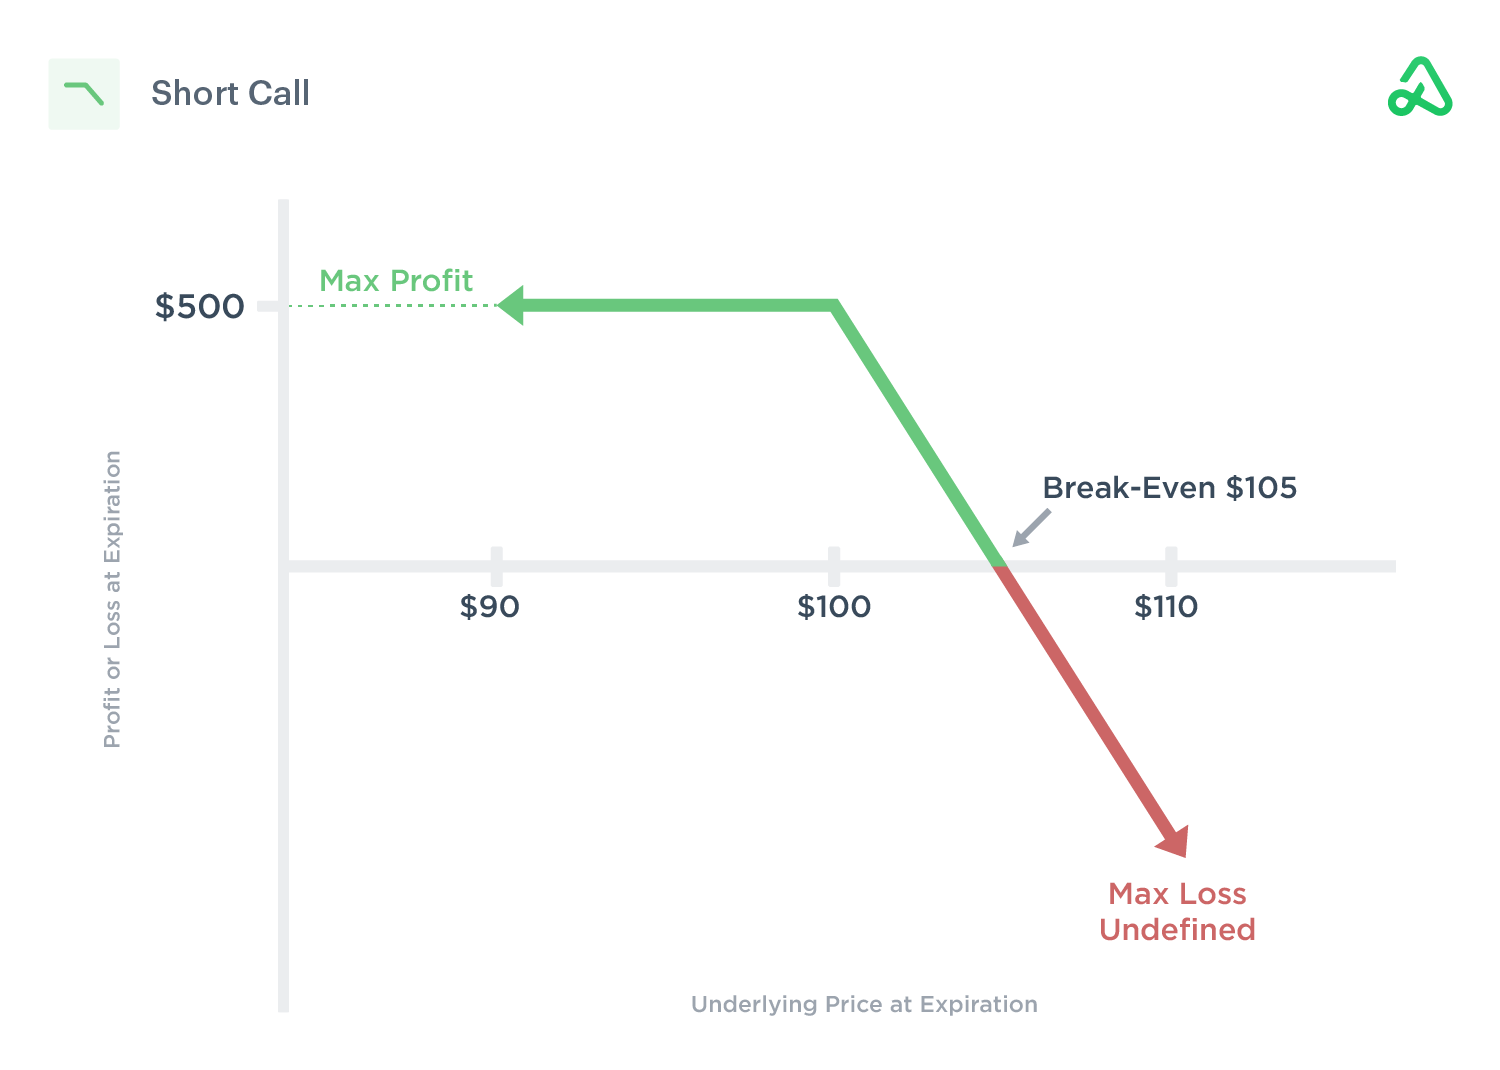 Short Call
Max Profit
$500
Break-Even $105
$90
$100
$110
Profit or Loss at Expiration
Max Loss
Undefined
Underlying Price at Expiration